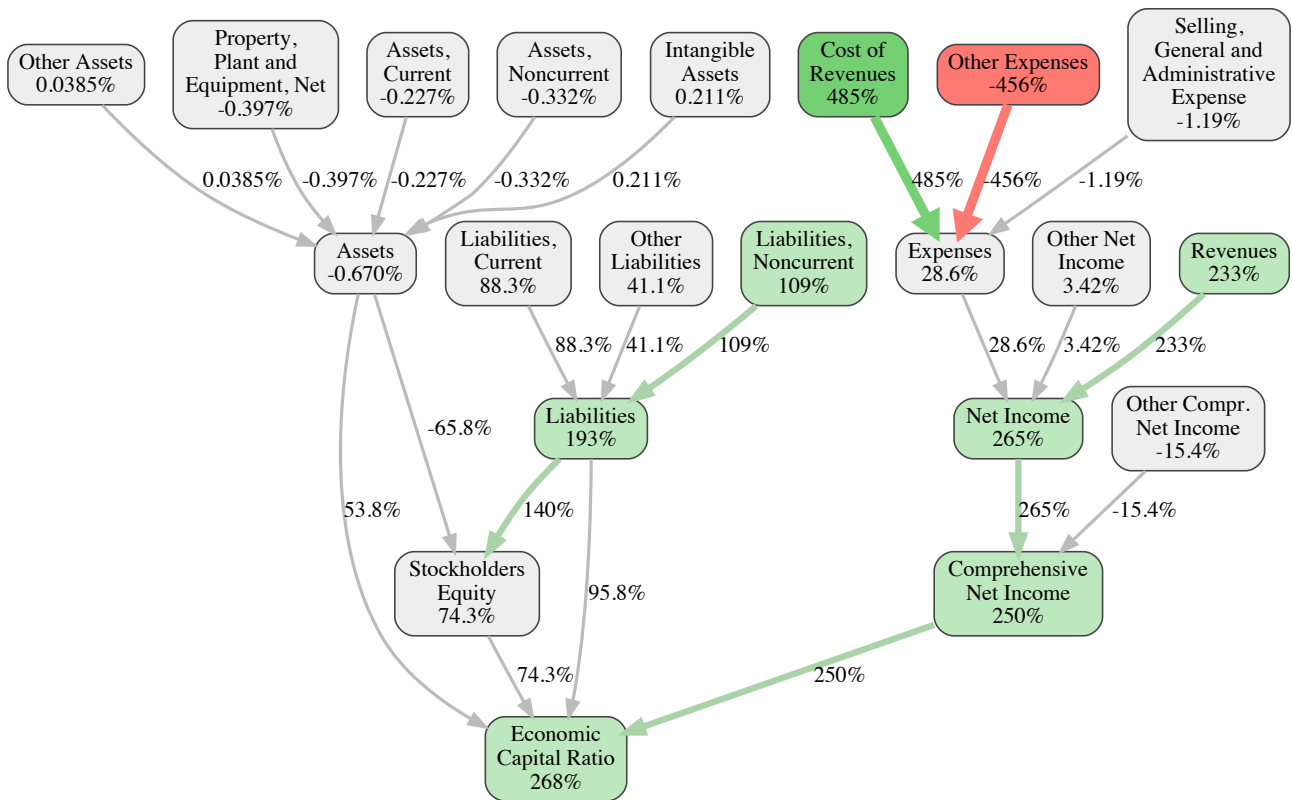 Other Assets
0.0385%
Property,
Plant and
Equipment, Net
-0.397%
Assets,
Current
-0.227%
Assets,
Noncurrent
-0.332%
Intangible
Assets
0.211%
Cost of
Revenues
485%
Other Expenses
-456%
Selling,
General and
Administrative
Expense
-1.19%
0.0385%
-0.397%
-0.227%
-0.332%
0.211%
485%
-456%
-1.19%
Assets
-0.670%
Liabilities,
Current
88.3%
Other
Liabilities
41.1%
Liabilities,
Noncurrent
109%
Expenses
28.6%
Other Net
Income
3.42%
Revenues
233%
88.3%
41.1%
109%
28.6%
3.42%
233%
-65.8%
Liabilities
193%
Net Income
265%
Other Compr.
Net Income
-15.4%
53.8%
140%
265%
-15.4%
Stockholders
Equity
74.3%
95.8%
Comprehensive
Net Income
250%
74.3%
250%
Economic
Capital Ratio
268%